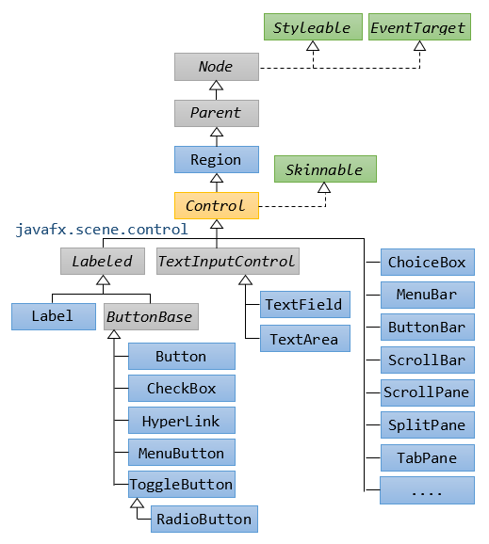 Styleable
EventTarget
Node
Parent
Region
Skinnable
Control
javafx.scene.control
Labeled
TextInputControl
ChoiceBox
MenuBar
Label
ButtonBase
TextField
ButtonBar
TextArea
Button
ScrollBar
CheckBox
ScrollPane
HyperLink
SplitPane
MenuButton
TabPane
ToggleButton
....
RadioButton